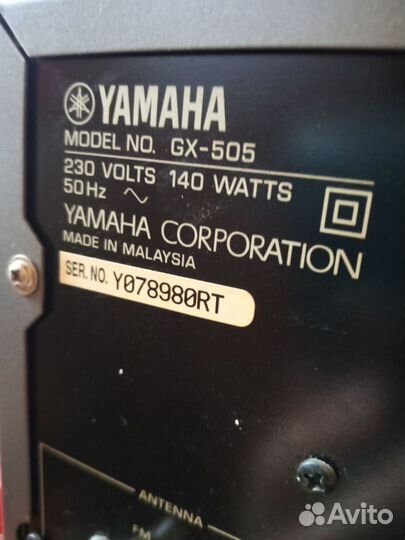 YAMAHA
MODEL NO. GX-505
230 VOLTS 140 WATTS
50Hz
YAMAHA CORPORATION
MADE IN MALAYSIA
SER. NO. Y078980RT
ANTENNA
FM
Avito